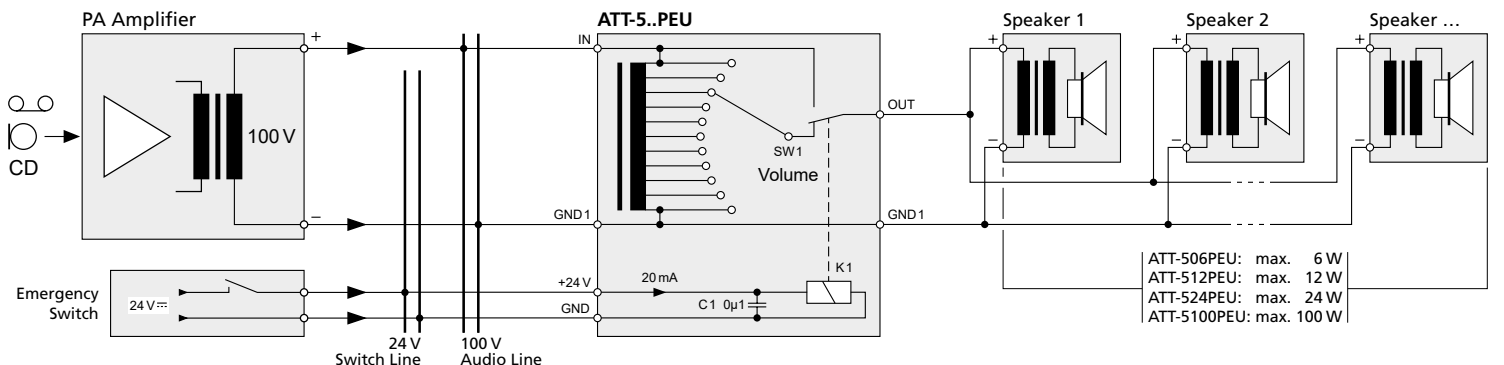 PA Amplifier
ATT-5..PEU
Speaker 1
Speaker 2
Speaker ...
+
IN
+
+
+
100 V
OUT
CD
SW1
Volume
−
−
−
−
GND1
GND1
K1
+24 V
20 mA
Emergency
Switch
24 V⎓
C1 0µ1
GND
24 V
Switch Line
100 V
Audio Line
ATT-506PEU: max. 6 W
ATT-512PEU: max. 12 W
ATT-524PEU: max. 24 W
ATT-5100PEU: max. 100 W